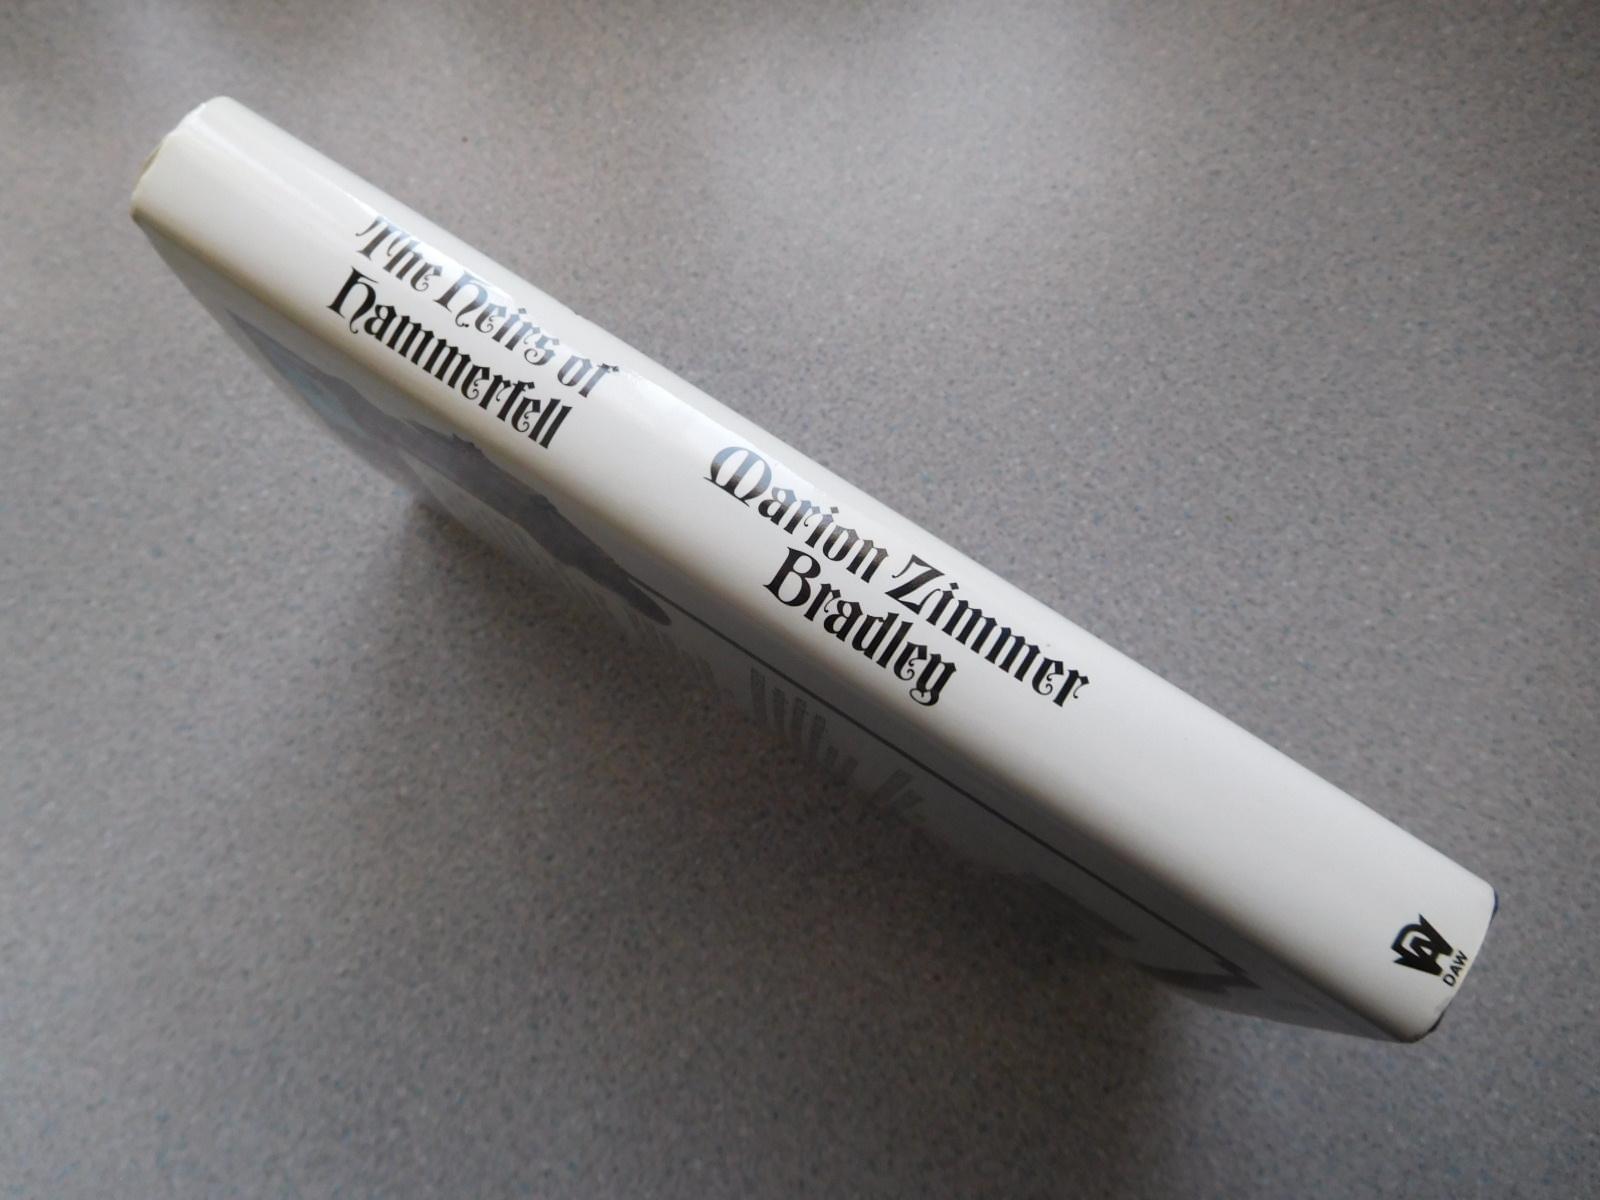 The Heirs of
Hammerfell
Marion Zimmer
Bradley
DAW